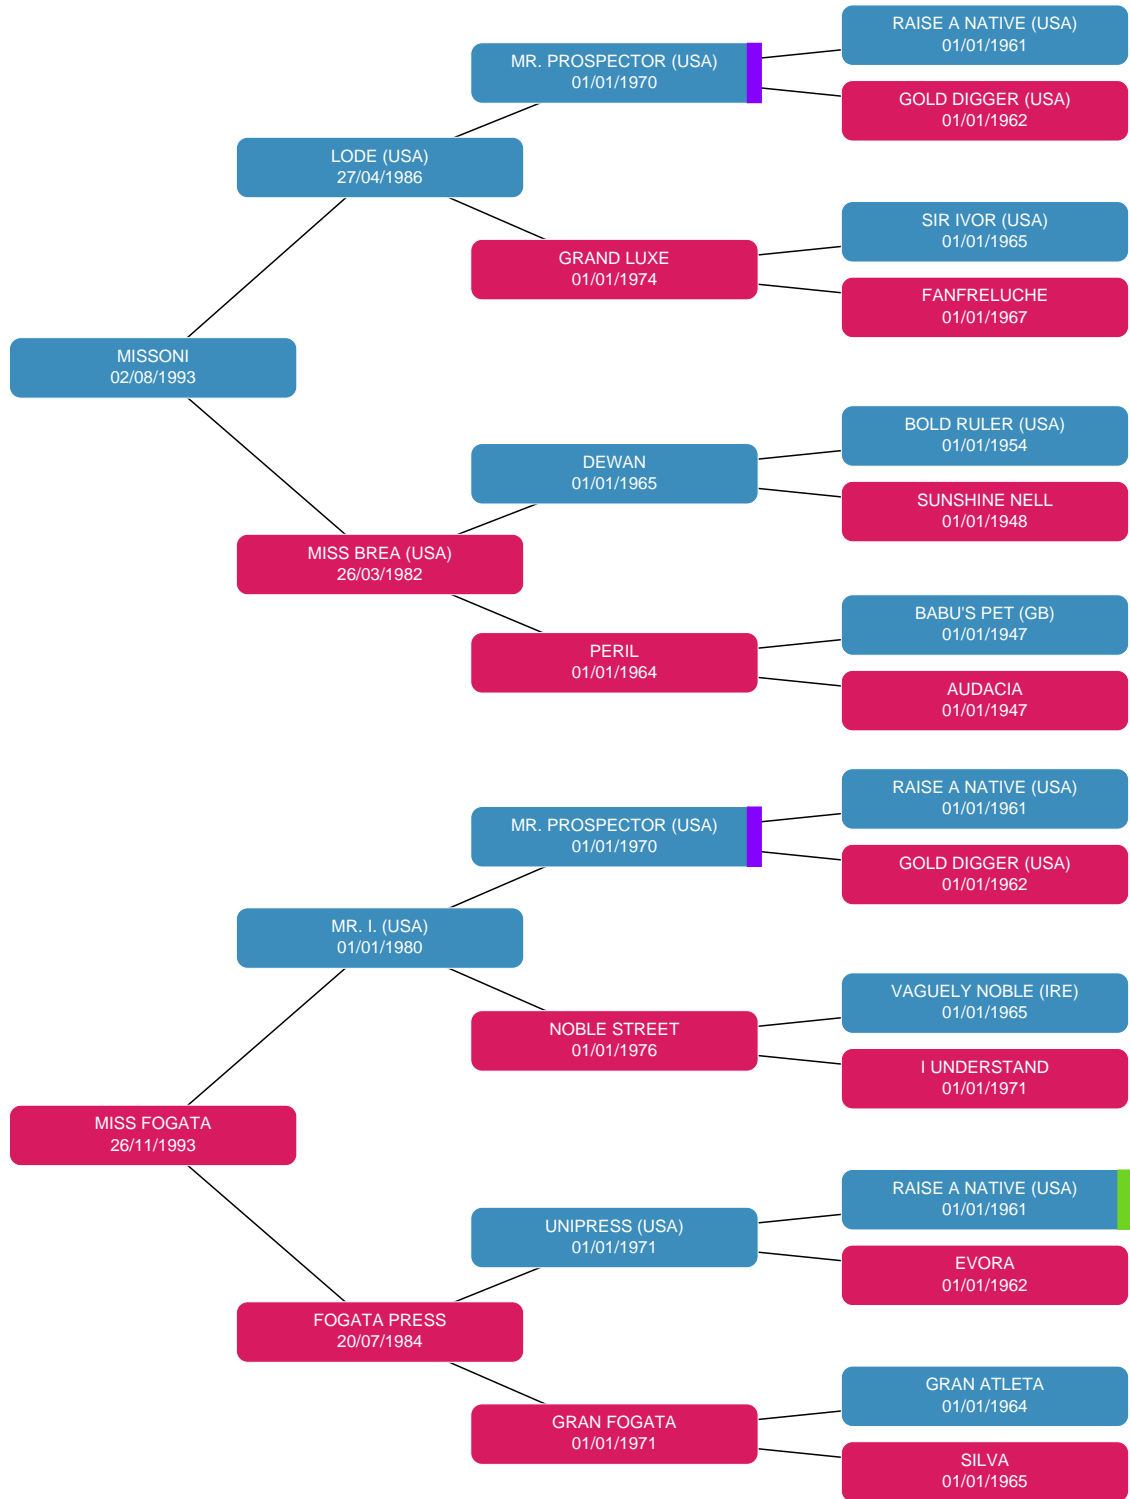 RAISE A NATIVE (USA)
01/01/1961
MR. PROSPECTOR (USA)
01/01/1970
GOLD DIGGER (USA)
01/01/1962
LODE (USA)
27/04/1986
SIR IVOR (USA)
01/01/1965
GRAND LUXE
01/01/1974
FANFRELUCHE
01/01/1967
MISSONI
02/08/1993
BOLD RULER (USA)
01/01/1954
DEWAN
01/01/1965
SUNSHINE NELL
01/01/1948
MISS BREA (USA)
26/03/1982
BABU'S PET (GB)
01/01/1947
PERIL
01/01/1964
AUDACIA
01/01/1947
RAISE A NATIVE (USA)
01/01/1961
MR. PROSPECTOR (USA)
01/01/1970
GOLD DIGGER (USA)
01/01/1962
MR. I. (USA)
01/01/1980
VAGUELY NOBLE (IRE)
01/01/1965
NOBLE STREET
01/01/1976
I UNDERSTAND
01/01/1971
MISS FOGATA
26/11/1993
RAISE A NATIVE (USA)
01/01/1961
UNIPRESS (USA)
01/01/1971
EVORA
01/01/1962
FOGATA PRESS
20/07/1984
GRAN ATLETA
01/01/1964
GRAN FOGATA
01/01/1971
SILVA
01/01/1965